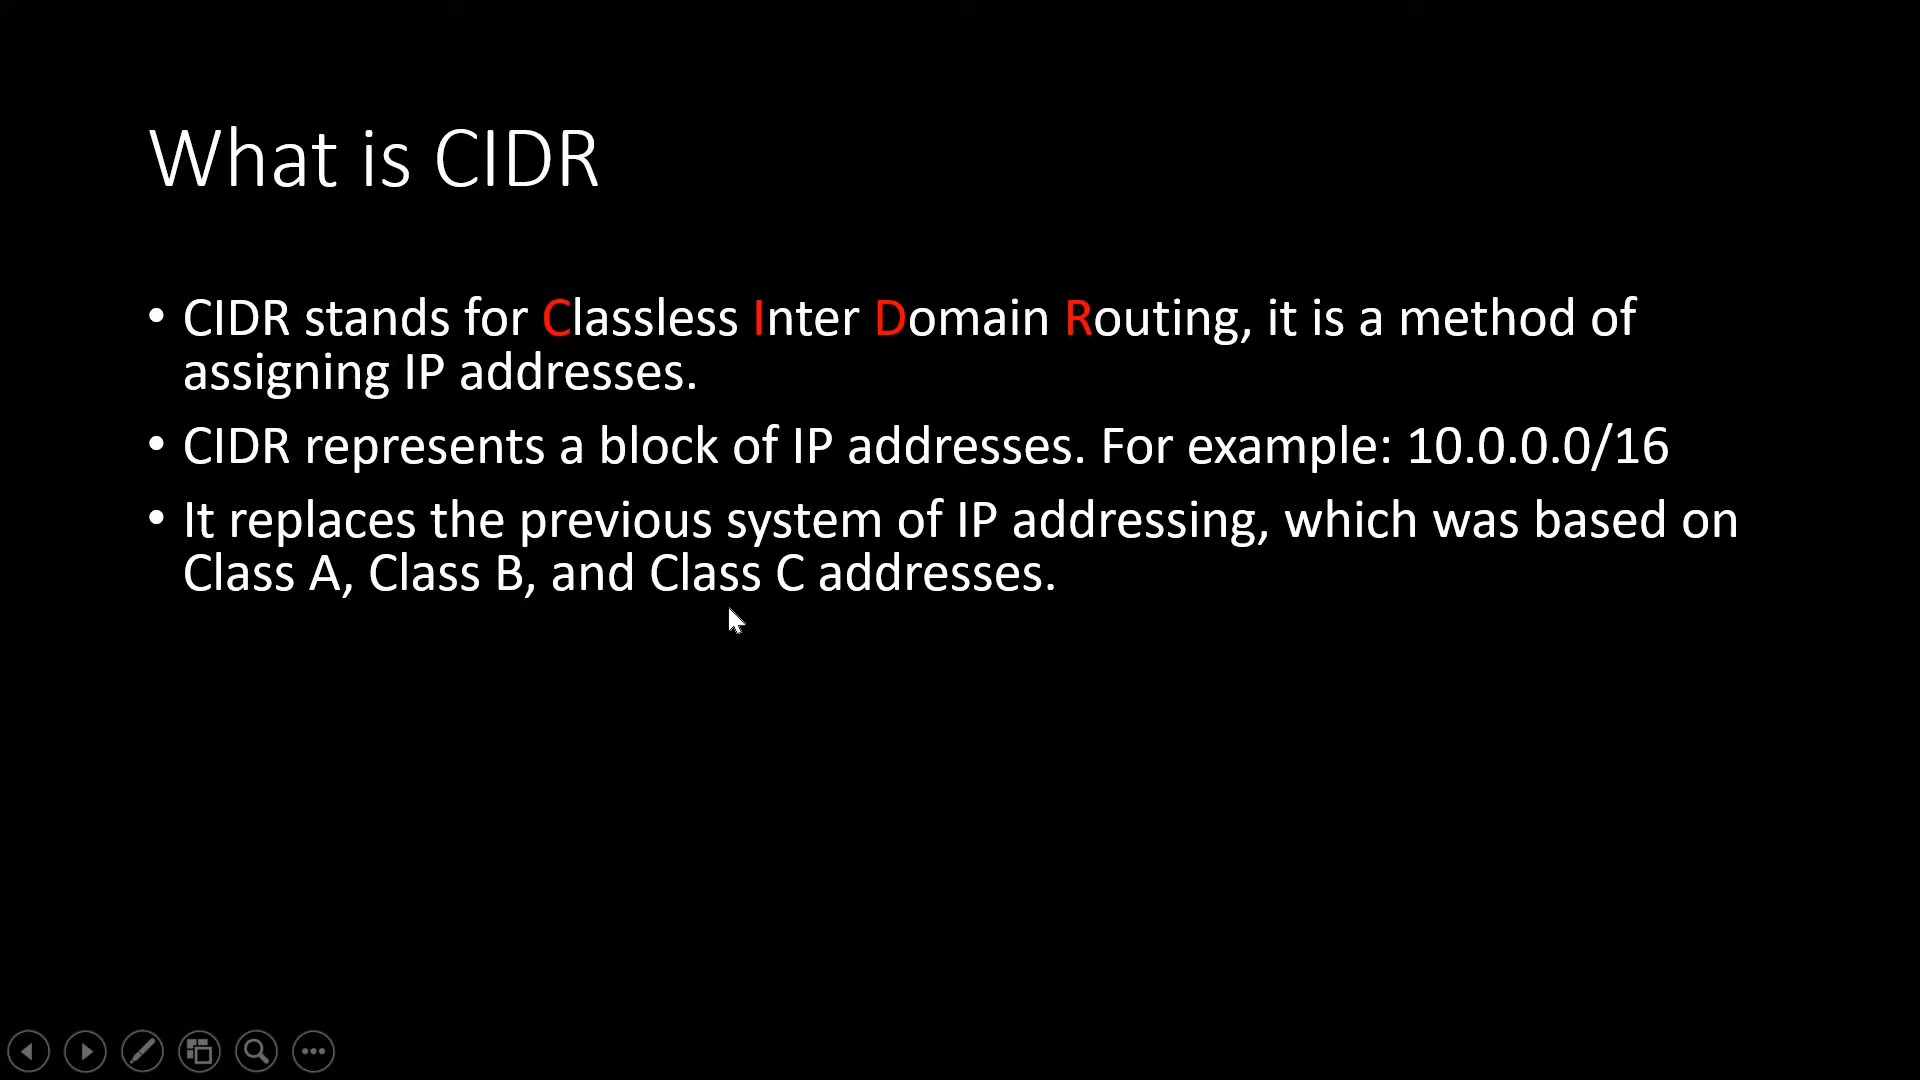 What is CIDR
• CIDR stands for Classless Inter Domain Routing, it is a method of
assigning IP addresses.
• CIDR represents a block of IP addresses. For example: 10.0.0.0/16
• It replaces the previous system of IP addressing, which was based on
Class A, Class B, and Class C addresses.